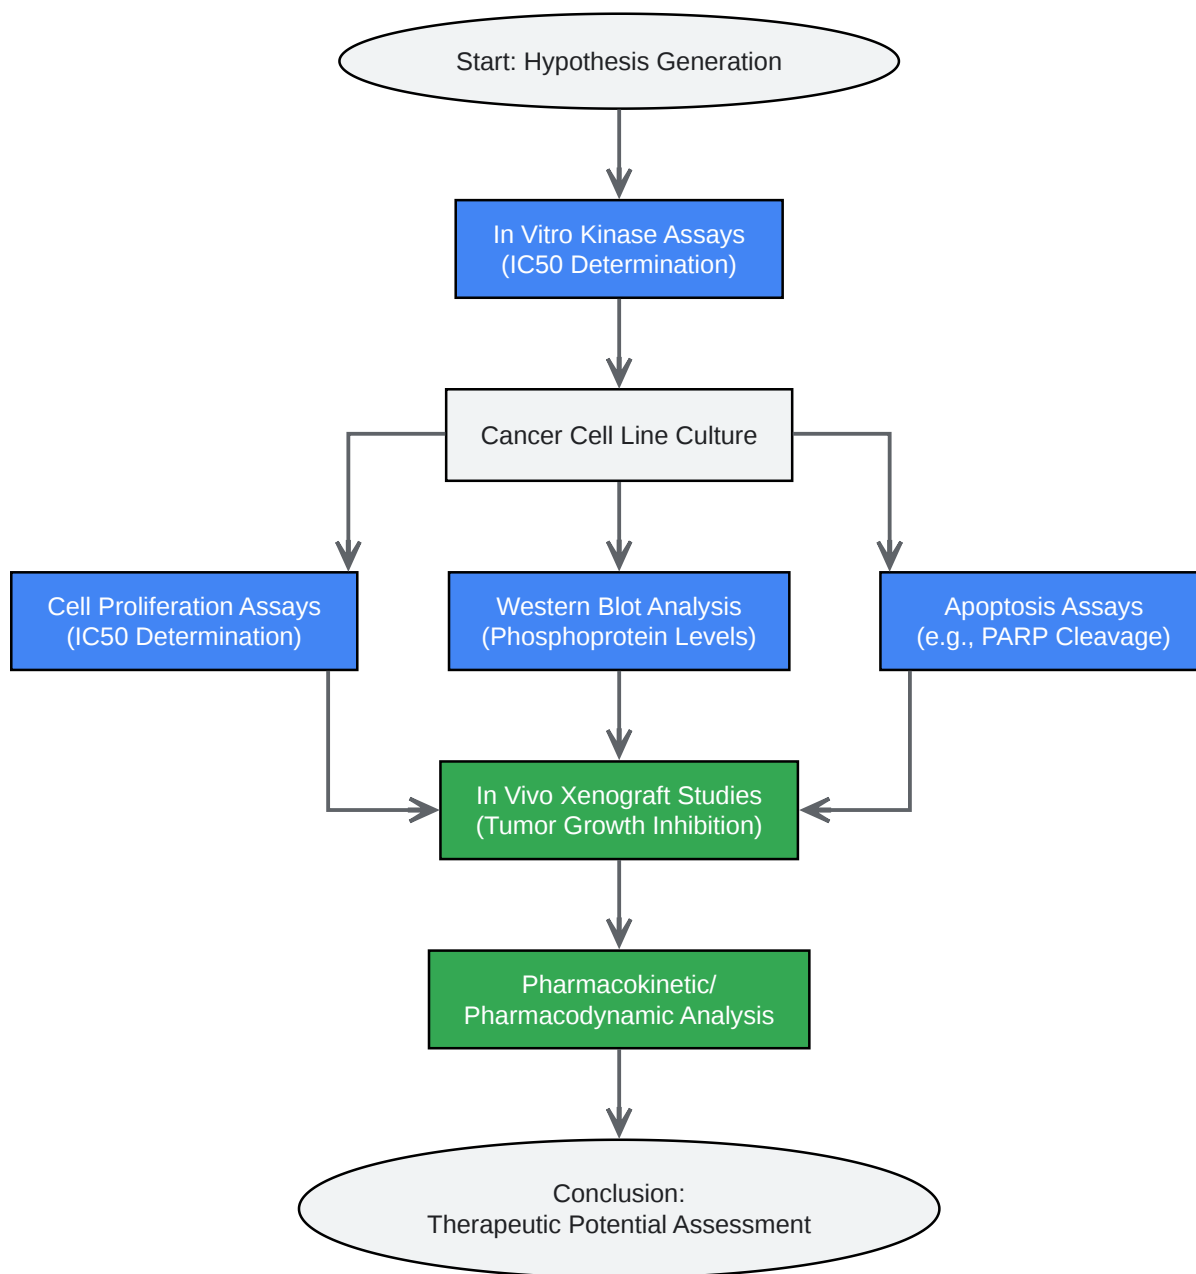 Start: Hypothesis Generation
In Vitro Kinase Assays
(IC50 Determination)
Cancer Cell Line Culture
Cell Proliferation Assays
(IC50 Determination)
Western Blot Analysis
(Phosphoprotein Levels)
Apoptosis Assays
(e.g., PARP Cleavage)
In Vivo Xenograft Studies
(Tumor Growth Inhibition)
Pharmacokinetic/
Pharmacodynamic Analysis
Conclusion:
Therapeutic Potential Assessment